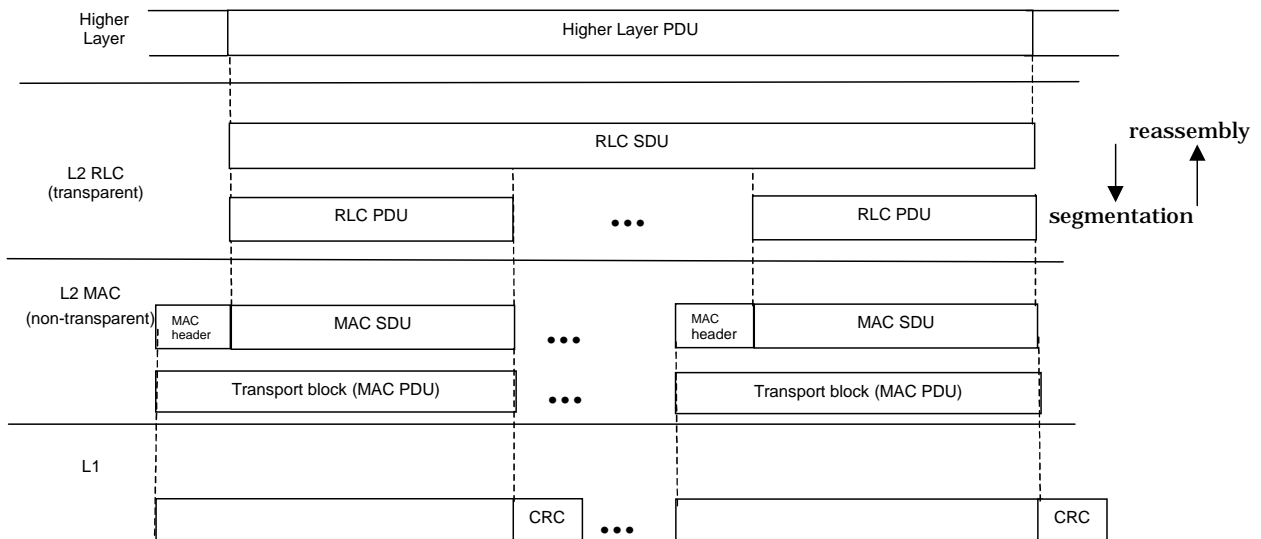 Higher
Layer
Higher Layer PDU
RLC SDU
reassembly
L2 RLC
(transparent)
RLC PDU
•••
RLC PDU
segmentation
L2 MAC
(non-transparent)
MAC
header
MAC SDU
•••
MAC
header
MAC SDU
Transport block (MAC PDU)
•••
Transport block (MAC PDU)
L1
CRC
•••
CRC